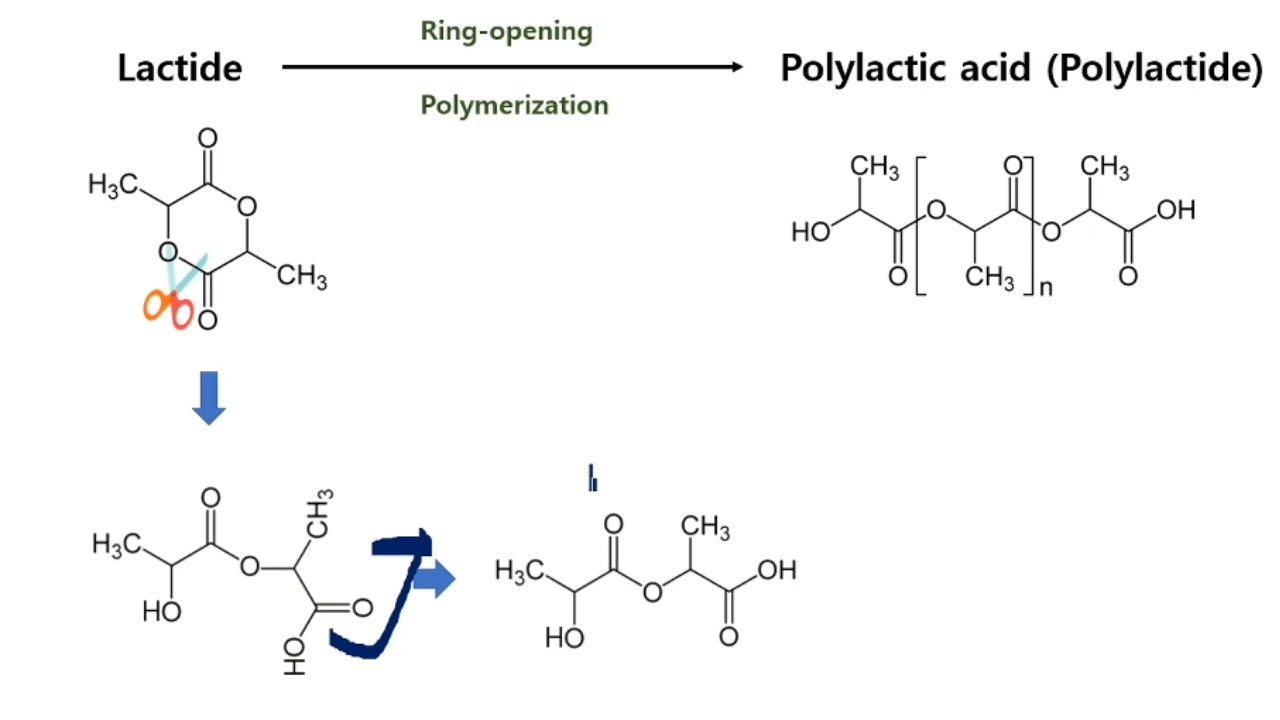 Ring-opening
Lactide
Polylactic acid (Polylactide)
Polymerization
O
H₃C
O
O
CH₃
O
CH₃
O
CH₃
HO
O
O
OH
O
CH₃
n
O
O
CH₃
H₃C
O
HO
O
HO
O
CH₃
H₃C
OH
O
HO
O